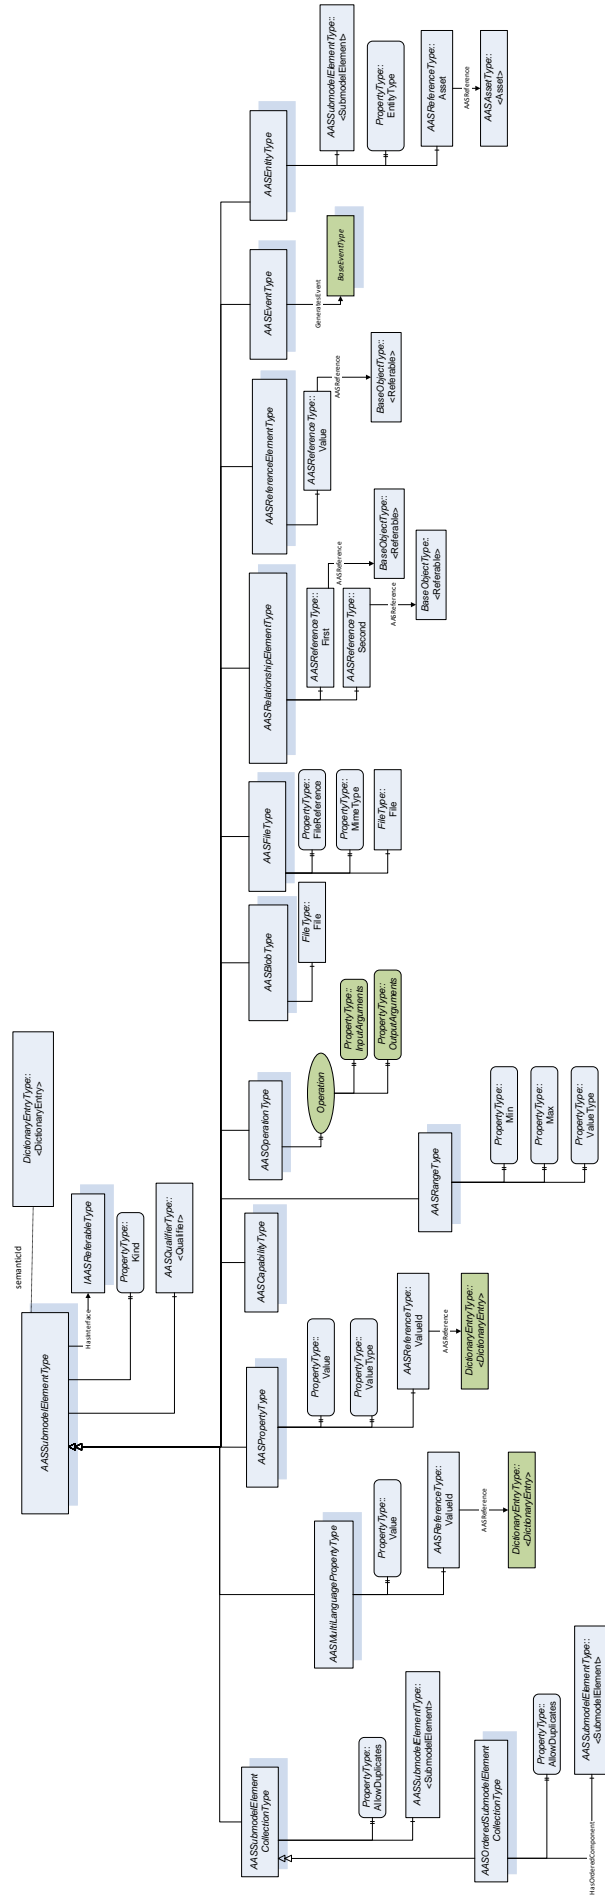 AASSubmodelElementType
semanticId
DictionaryEntryType::
<DictionaryEntry>
HasInterface
IAASReferableType
PropertyType::
Kind
AASQualifierType::
<Qualifier>
AASSubmodelElement
CollectionType
PropertyType::
AllowDuplicates
AASSubmodelElementType::
<SubmodelElement>
AASOrderedSubmodelElement
CollectionType
PropertyType::
AllowDuplicates
HasOrderedComponent
AASSubmodelElementType::
<SubmodelElement>
AASMultiLanguagePropertyType
PropertyType::
Value
AASReferenceType::
ValueId
AASReference
DictionaryEntryType::
<DictionaryEntry>
AASPropertyType
PropertyType::
Value
PropertyType::
ValueType
AASReferenceType::
ValueId
AASReference
DictionaryEntryType::
<DictionaryEntry>
AASCapabilityType
AASRangeType
PropertyType::
Min
PropertyType::
Max
PropertyType::
ValueType
AASOperationType
Operation
PropertyType::
InputArguments
PropertyType::
OutputArguments
AASBlobType
FileType::
File
AASFileType
PropertyType::
FileReference
PropertyType::
MimeType
FileType::
File
AASRelationshipElementType
AASReferenceType::
First
AASReference
BaseObjectType::
<Referable>
AASReferenceType::
Second
AASReference
BaseObjectType::
<Referable>
AASReferenceElementType
AASReferenceType::
Value
AASReference
BaseObjectType::
<Referable>
AASEventType
GeneratesEvent
BaseEventType
AASEntityType
AASSubmodelElementType::
<SubmodelElement>
PropertyType::
EntityType
AASReferenceType::
Asset
AASReference
AASAssetType::
<Asset>